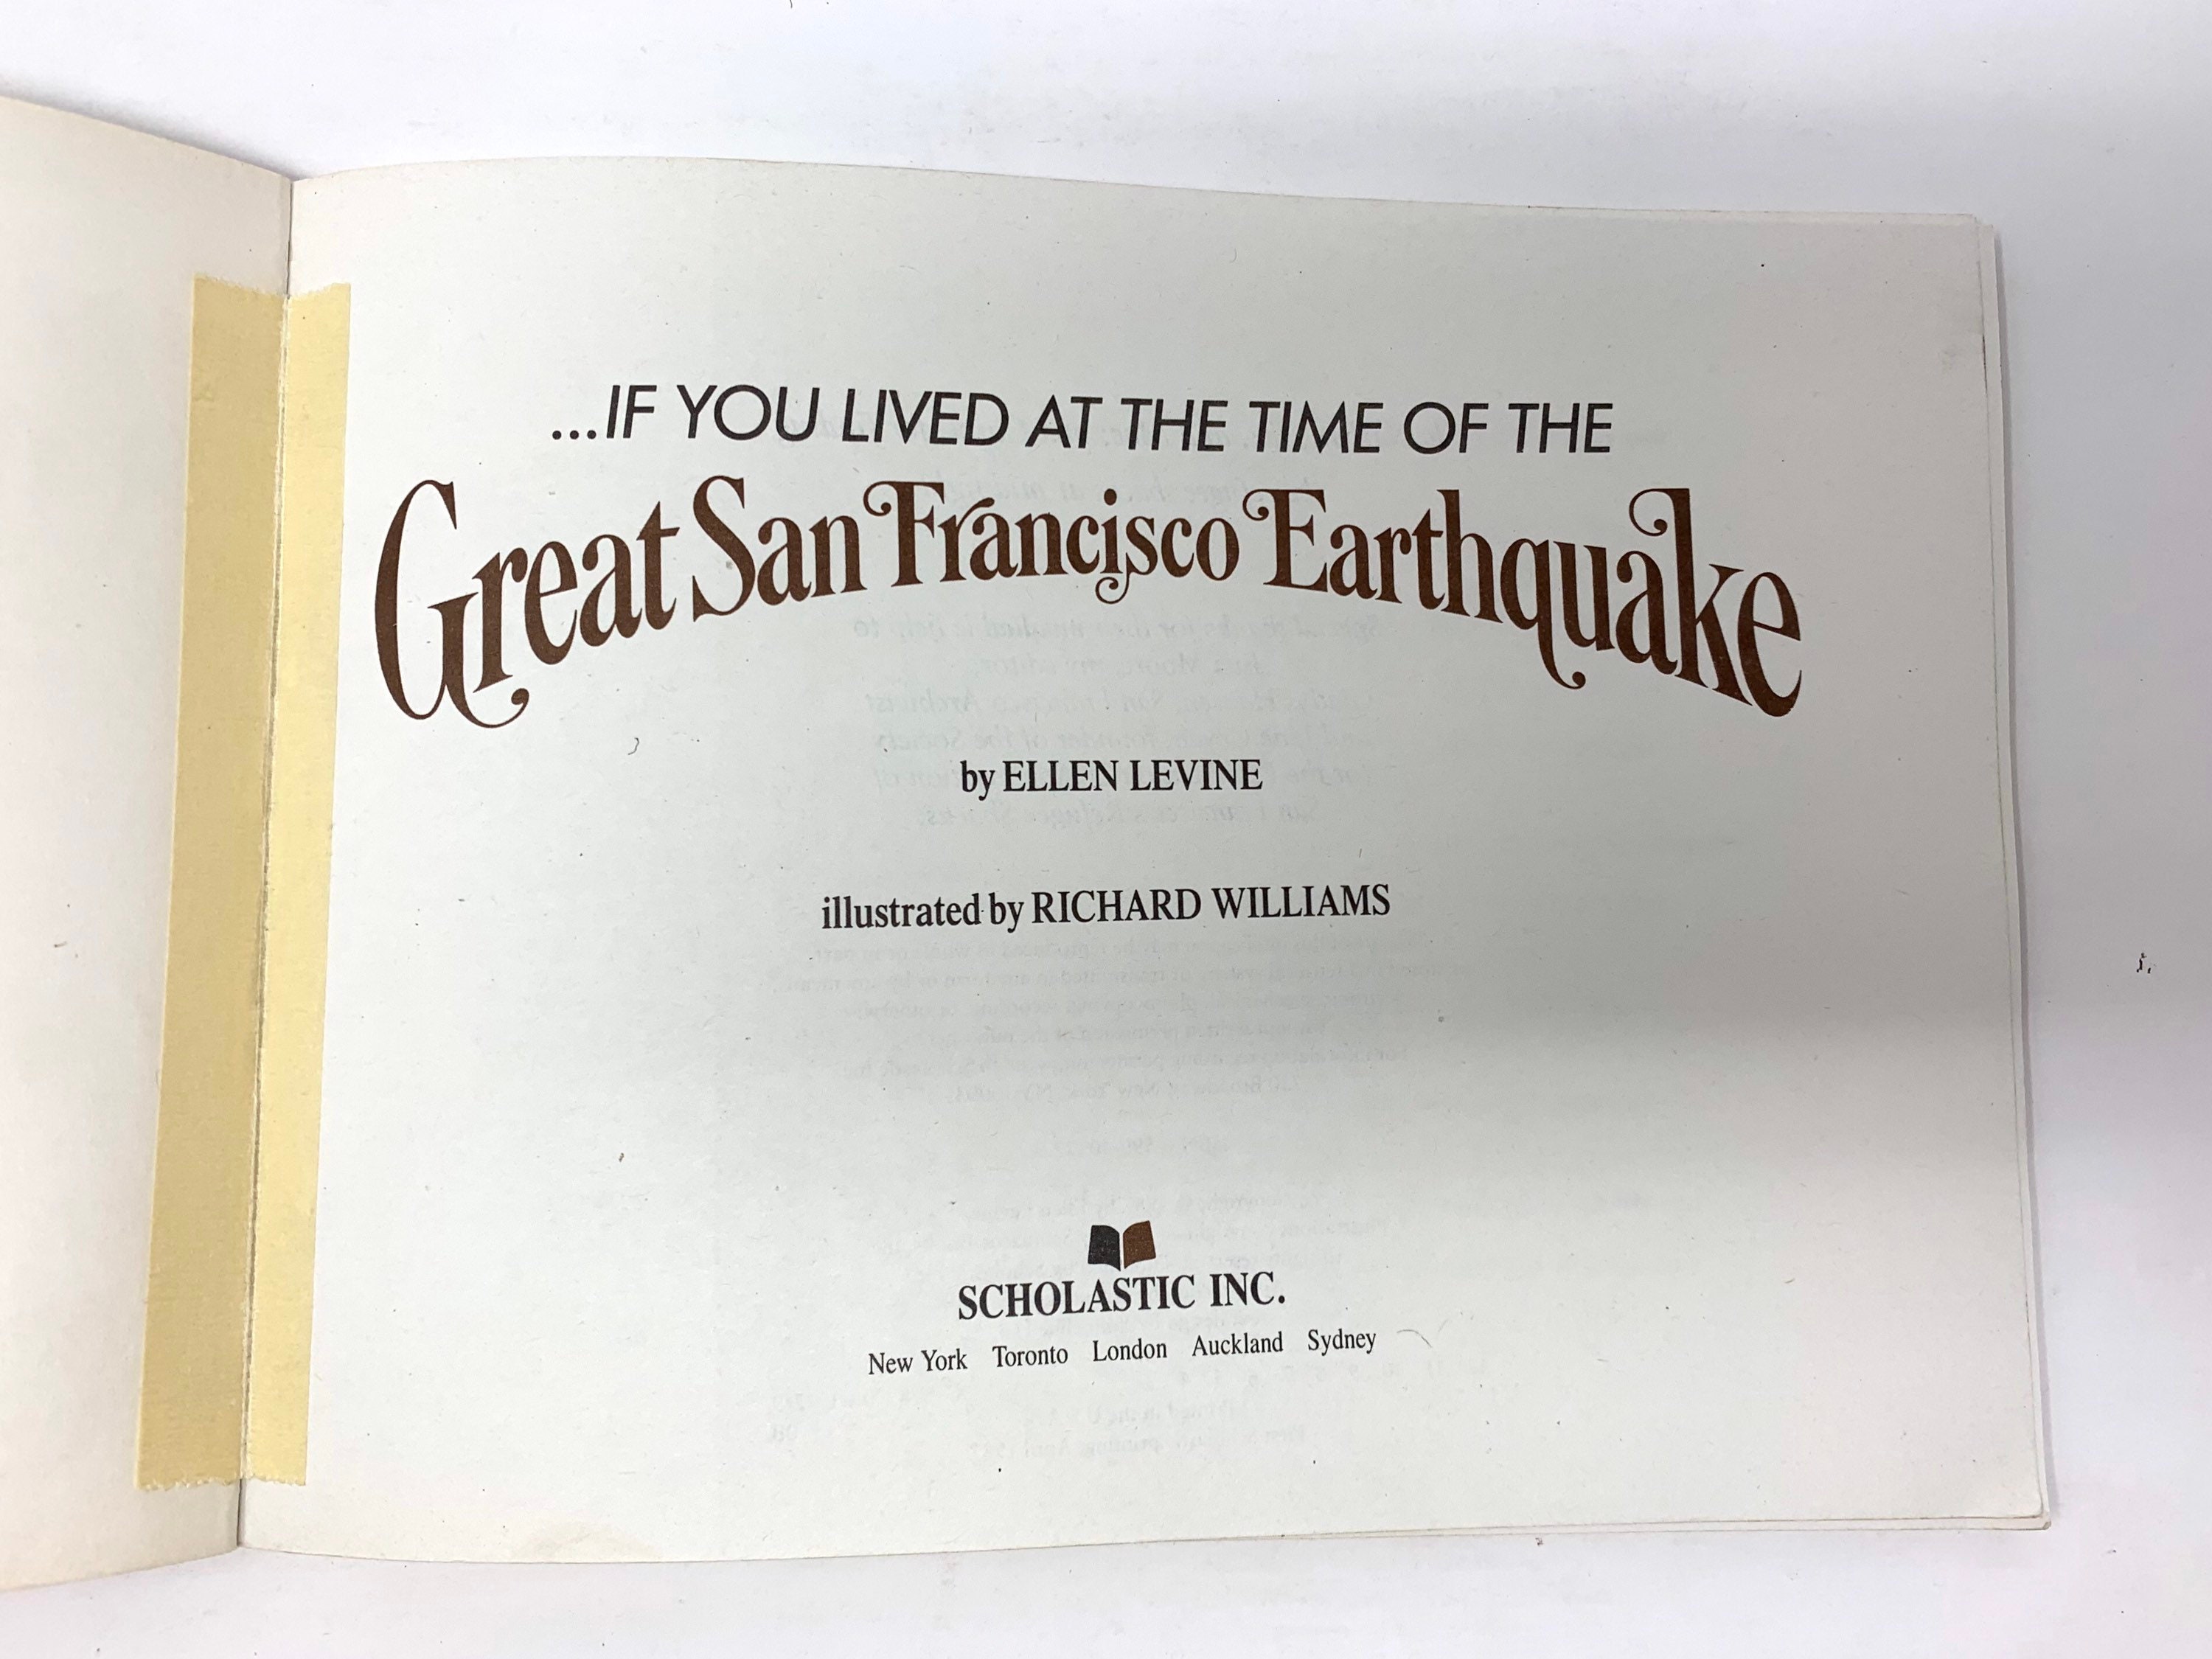 ...IF YOU LIVED AT THE TIME OF THE
Great San Francisco Earthquake
by ELLEN LEVINE
illustrated by RICHARD WILLIAMS
SCHOLASTIC INC.
New York Toronto London Auckland Sydney